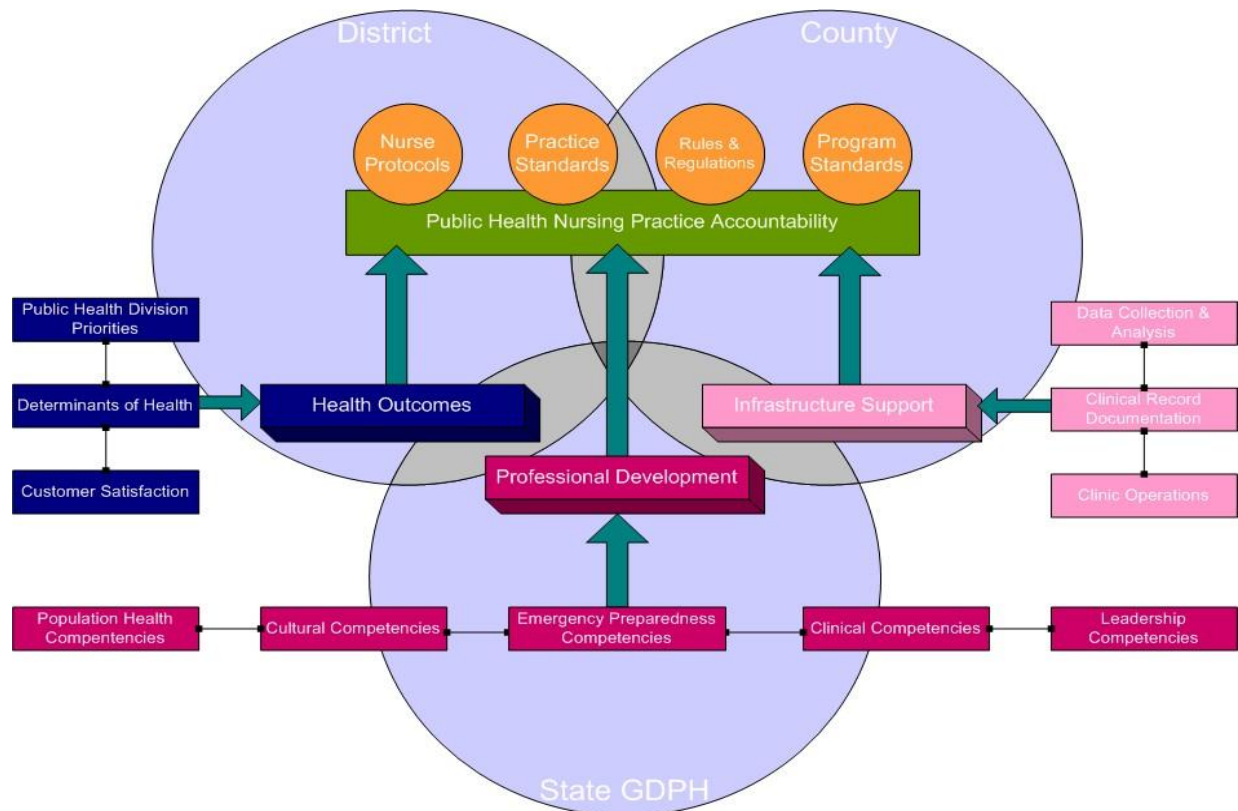 District
County
Nurse
Protocols
Practice
Standards
Rules &
Regulations
Program
Standards
Public Health Nursing Practice Accountability
Public Health Division
Priorities
Data Collection &
Analysis
Determinants of Health
Health Outcomes
Infrastructure Support
Clinical Record
Documentation
Customer Satisfaction
Professional Development
Clinic Operations
Population Health
Compentencies
Cultural Competencies
Emergency Preparedness
Competencies
Clinical Competencies
Leadership
Competencies
State GDPH